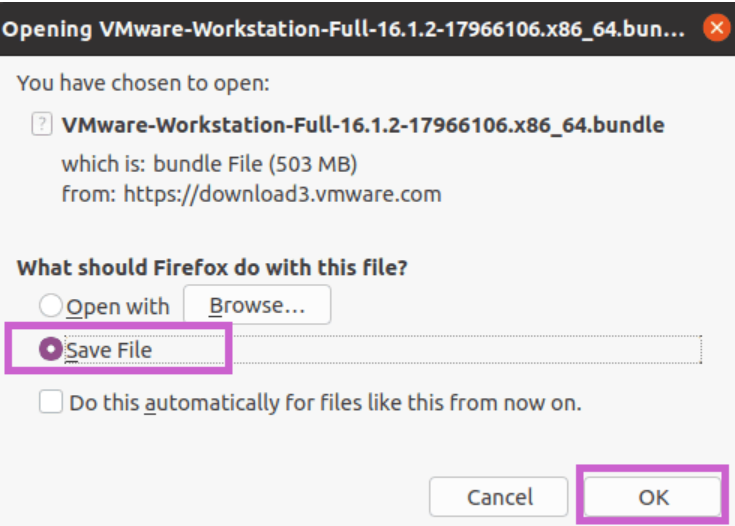 Opening VMware-Workstation-Full-16.1.2-17966106.x86_64.bun...
You have chosen to open:
? VMware-Workstation-Full-16.1.2-17966106.x86_64.bundle
which is: bundle File (503 MB)
from: https://download3.vmware.com
What should Firefox do with this file?
Open with Browse...
Save File
Do this automatically for files like this from now on.
Cancel OK